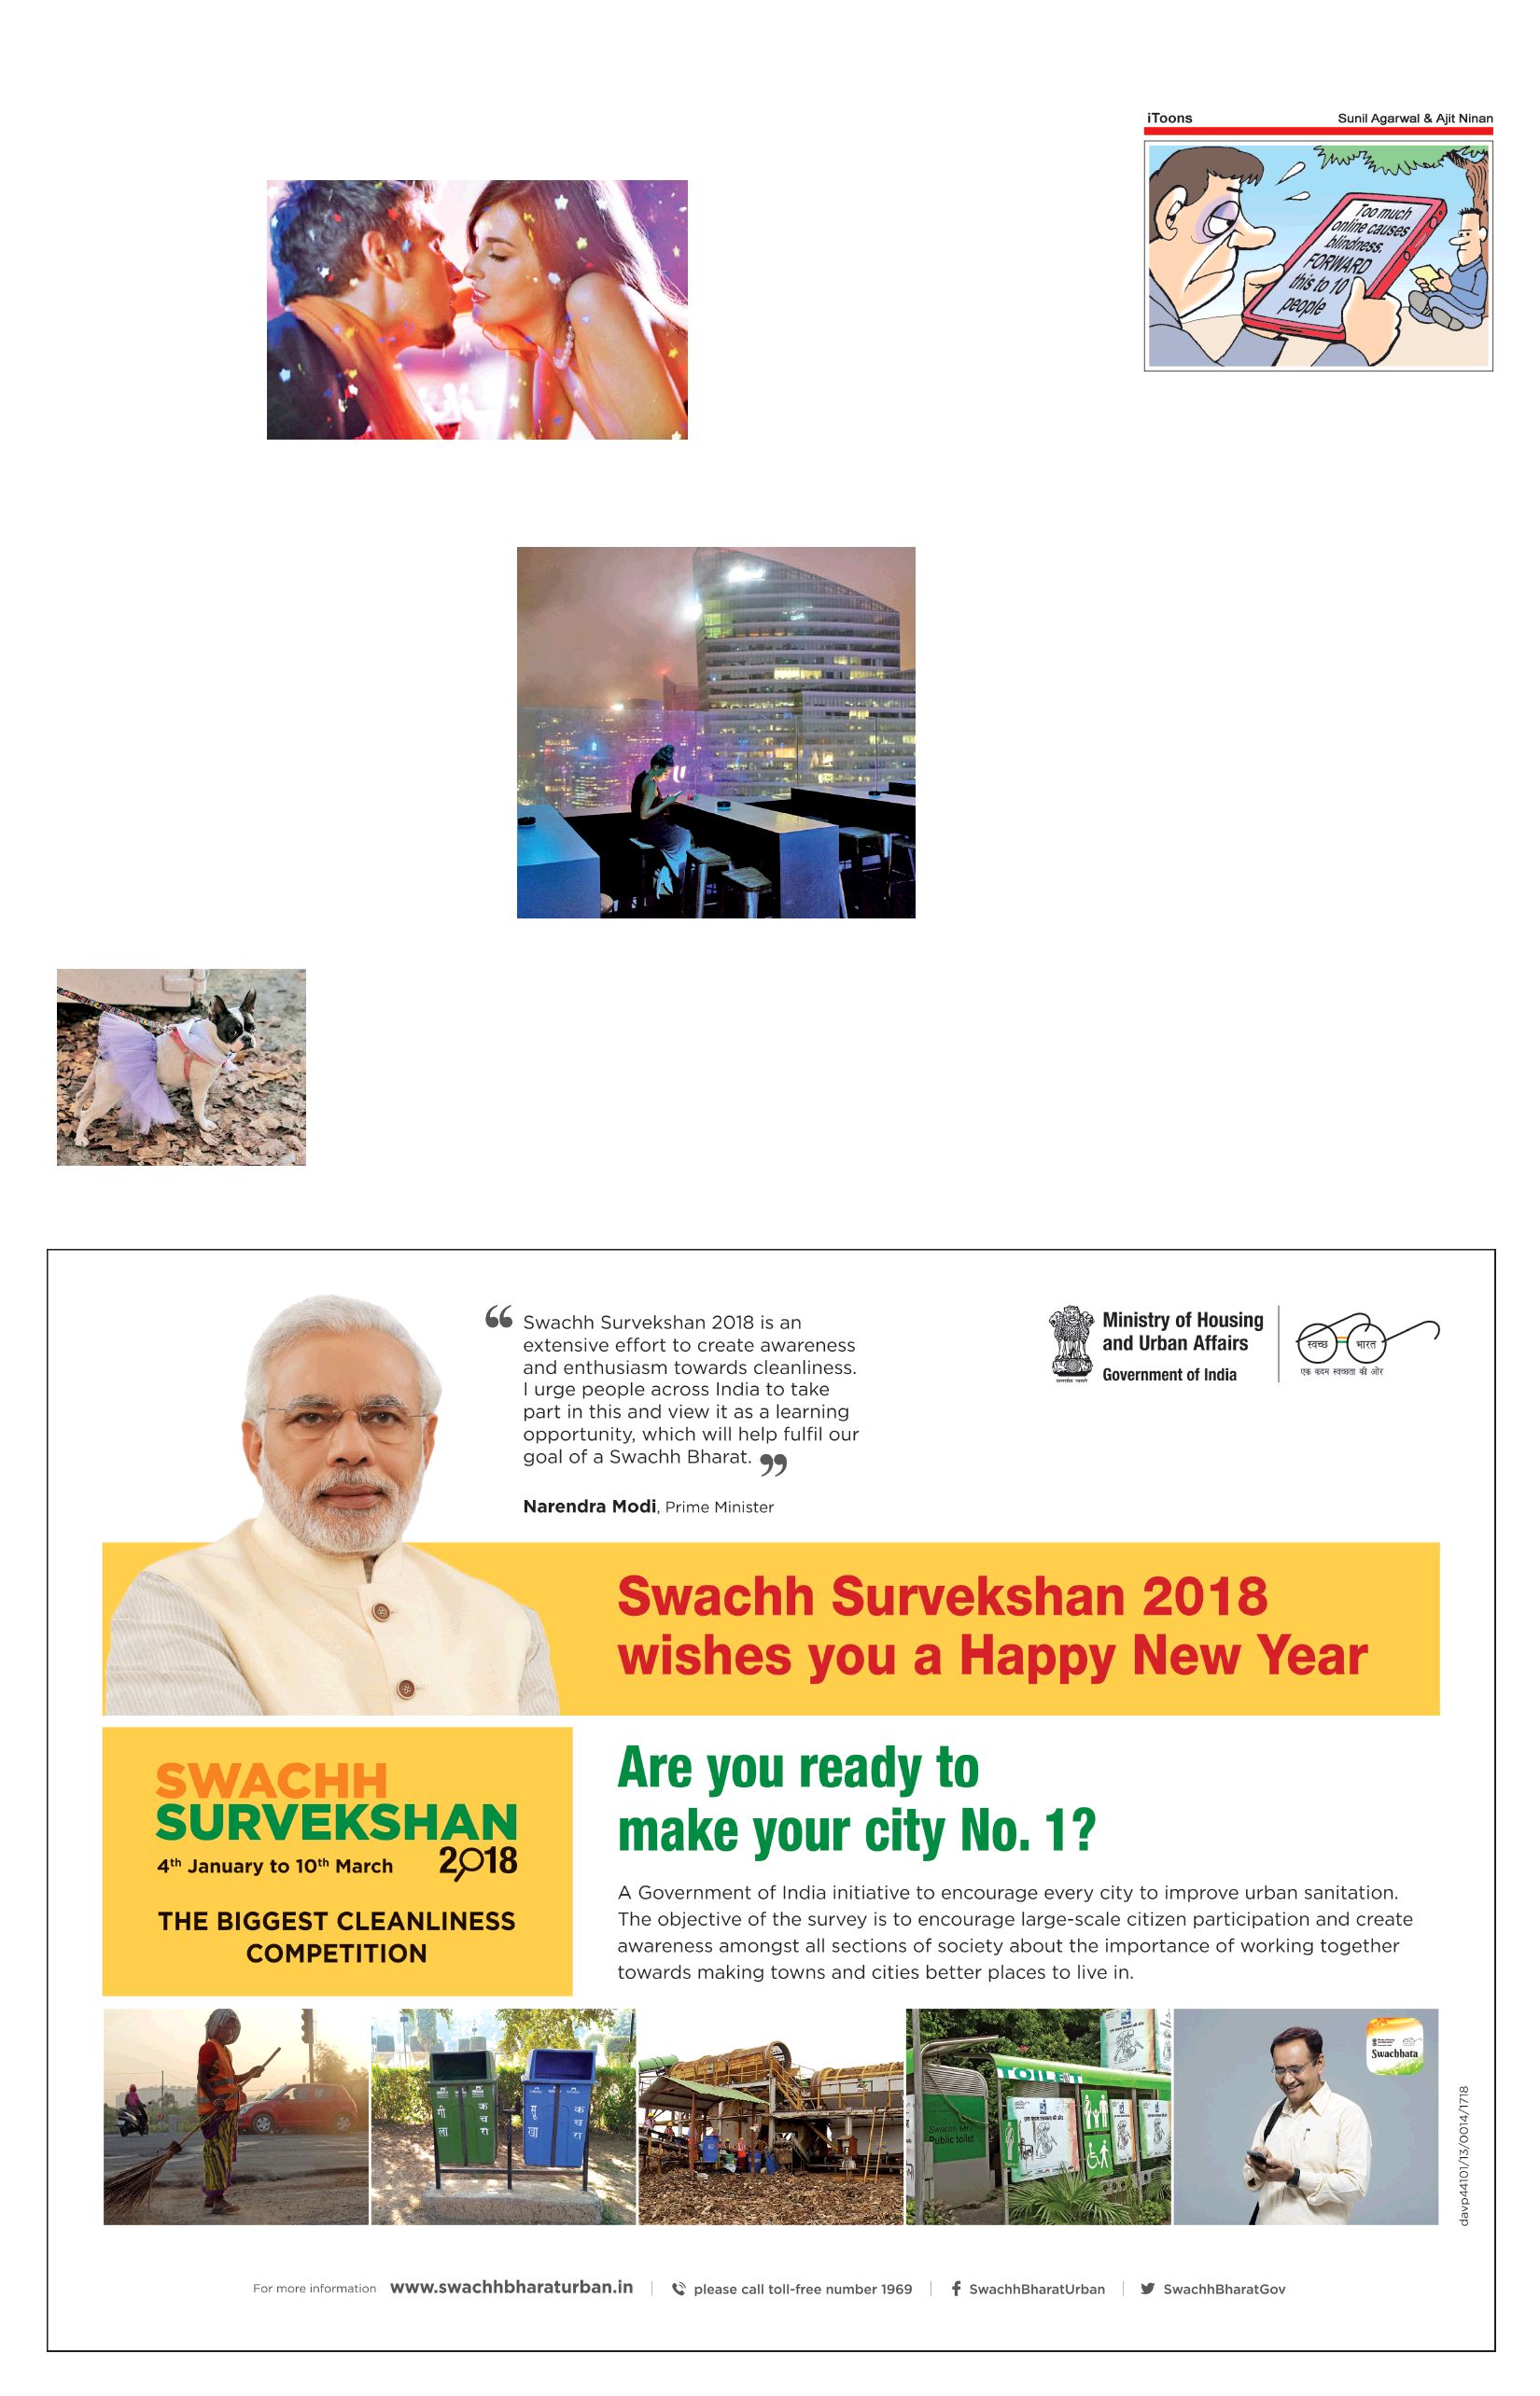 iToons
Sunil Agarwal & Ajit Ninan
Too much
online causes
blindness.
FORWARD
this to 10
people
“ Swachh Survekshan 2018 is an
extensive effort to create awareness
and enthusiasm towards cleanliness.
I urge people across India to take
part in this and view it as a learning
opportunity, which will help fulfil our
goal of a Swachh Bharat. ”
Narendra Modi, Prime Minister
Ministry of Housing
and Urban Affairs
Government of India
स्वच्छ भारत
एक कदम स्वच्छता की ओर
Swachh Survekshan 2018
wishes you a Happy New Year
SWACHH
SURVEKSHAN
4th January to 10th March 2018
THE BIGGEST CLEANLINESS
COMPETITION
Are you ready to
make your city No. 1?
A Government of India initiative to encourage every city to improve urban sanitation.
The objective of the survey is to encourage large-scale citizen participation and create
awareness amongst all sections of society about the importance of working together
towards making towns and cities better places to live in.
गीला
कचरा
सूखा
कचरा
TOILET
Public toilet
Swachhata
davp44101/13/0014/1718
For more information www.swachhbharaturban.in | please call toll-free number 1969 | SwachhBharatUrban | SwachhBharatGov